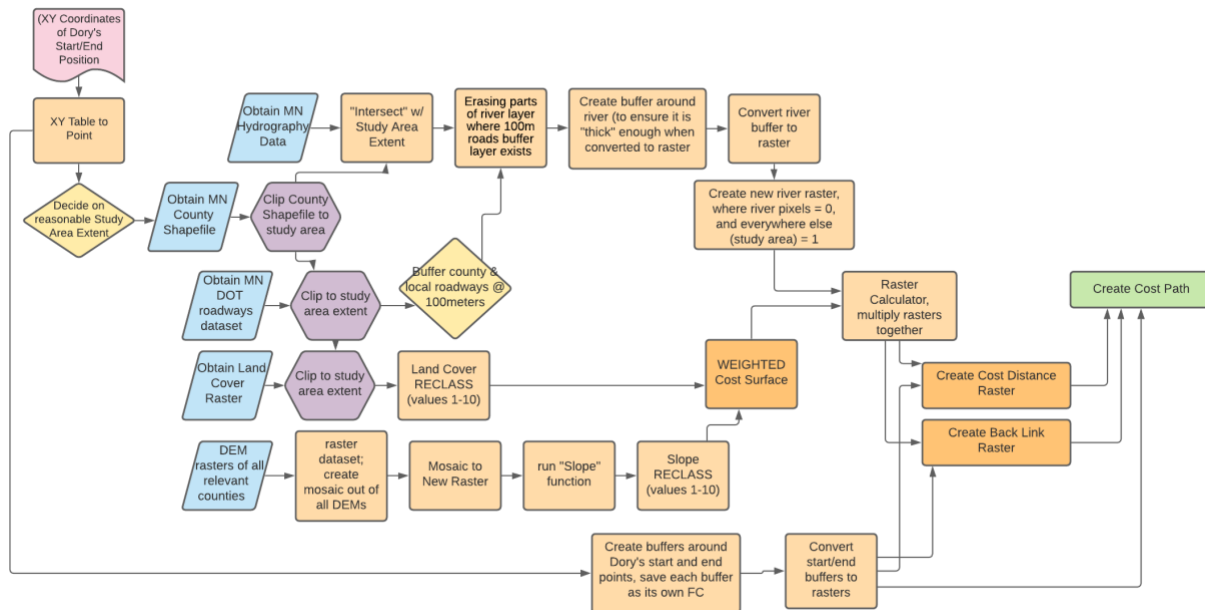 (XY Coordinates
of Dory's
Start/End
Position
XY Table to
Point
Decide on
reasonable Study
Area Extent
Obtain MN
County
Shapefile
Clip County
Shapefile to
study area
Obtain MN
Hydrography
Data
"Intersect" w/
Study Area
Extent
Erasing parts
of river layer
where 100m
roads buffer
layer exists
Create buffer around
river (to ensure it is
"thick" enough when
converted to raster
Convert river
buffer to
raster
Create new river raster,
where river pixels = 0,
and everywhere else
(study area) = 1
Obtain MN
DOT
roadways
dataset
Clip to study
area extent
Buffer county &
local roadways @
100meters
Raster
Calculator,
multiply rasters
together
Create Cost Path
Obtain Land
Cover
Raster
Clip to study
area extent
Land Cover
RECLASS
(values 1-10)
WEIGHTED
Cost Surface
Create Cost Distance
Raster
Create Back Link
Raster
DEM
rasters of all
relevant
counties
raster
dataset;
create
mosaic out of
all DEMs
Mosaic to
New Raster
run "Slope"
function
Slope
RECLASS
(values 1-10)
Create buffers around
Dory's start and end
points, save each buffer
as its own FC
Convert
start/end
buffers to
rasters